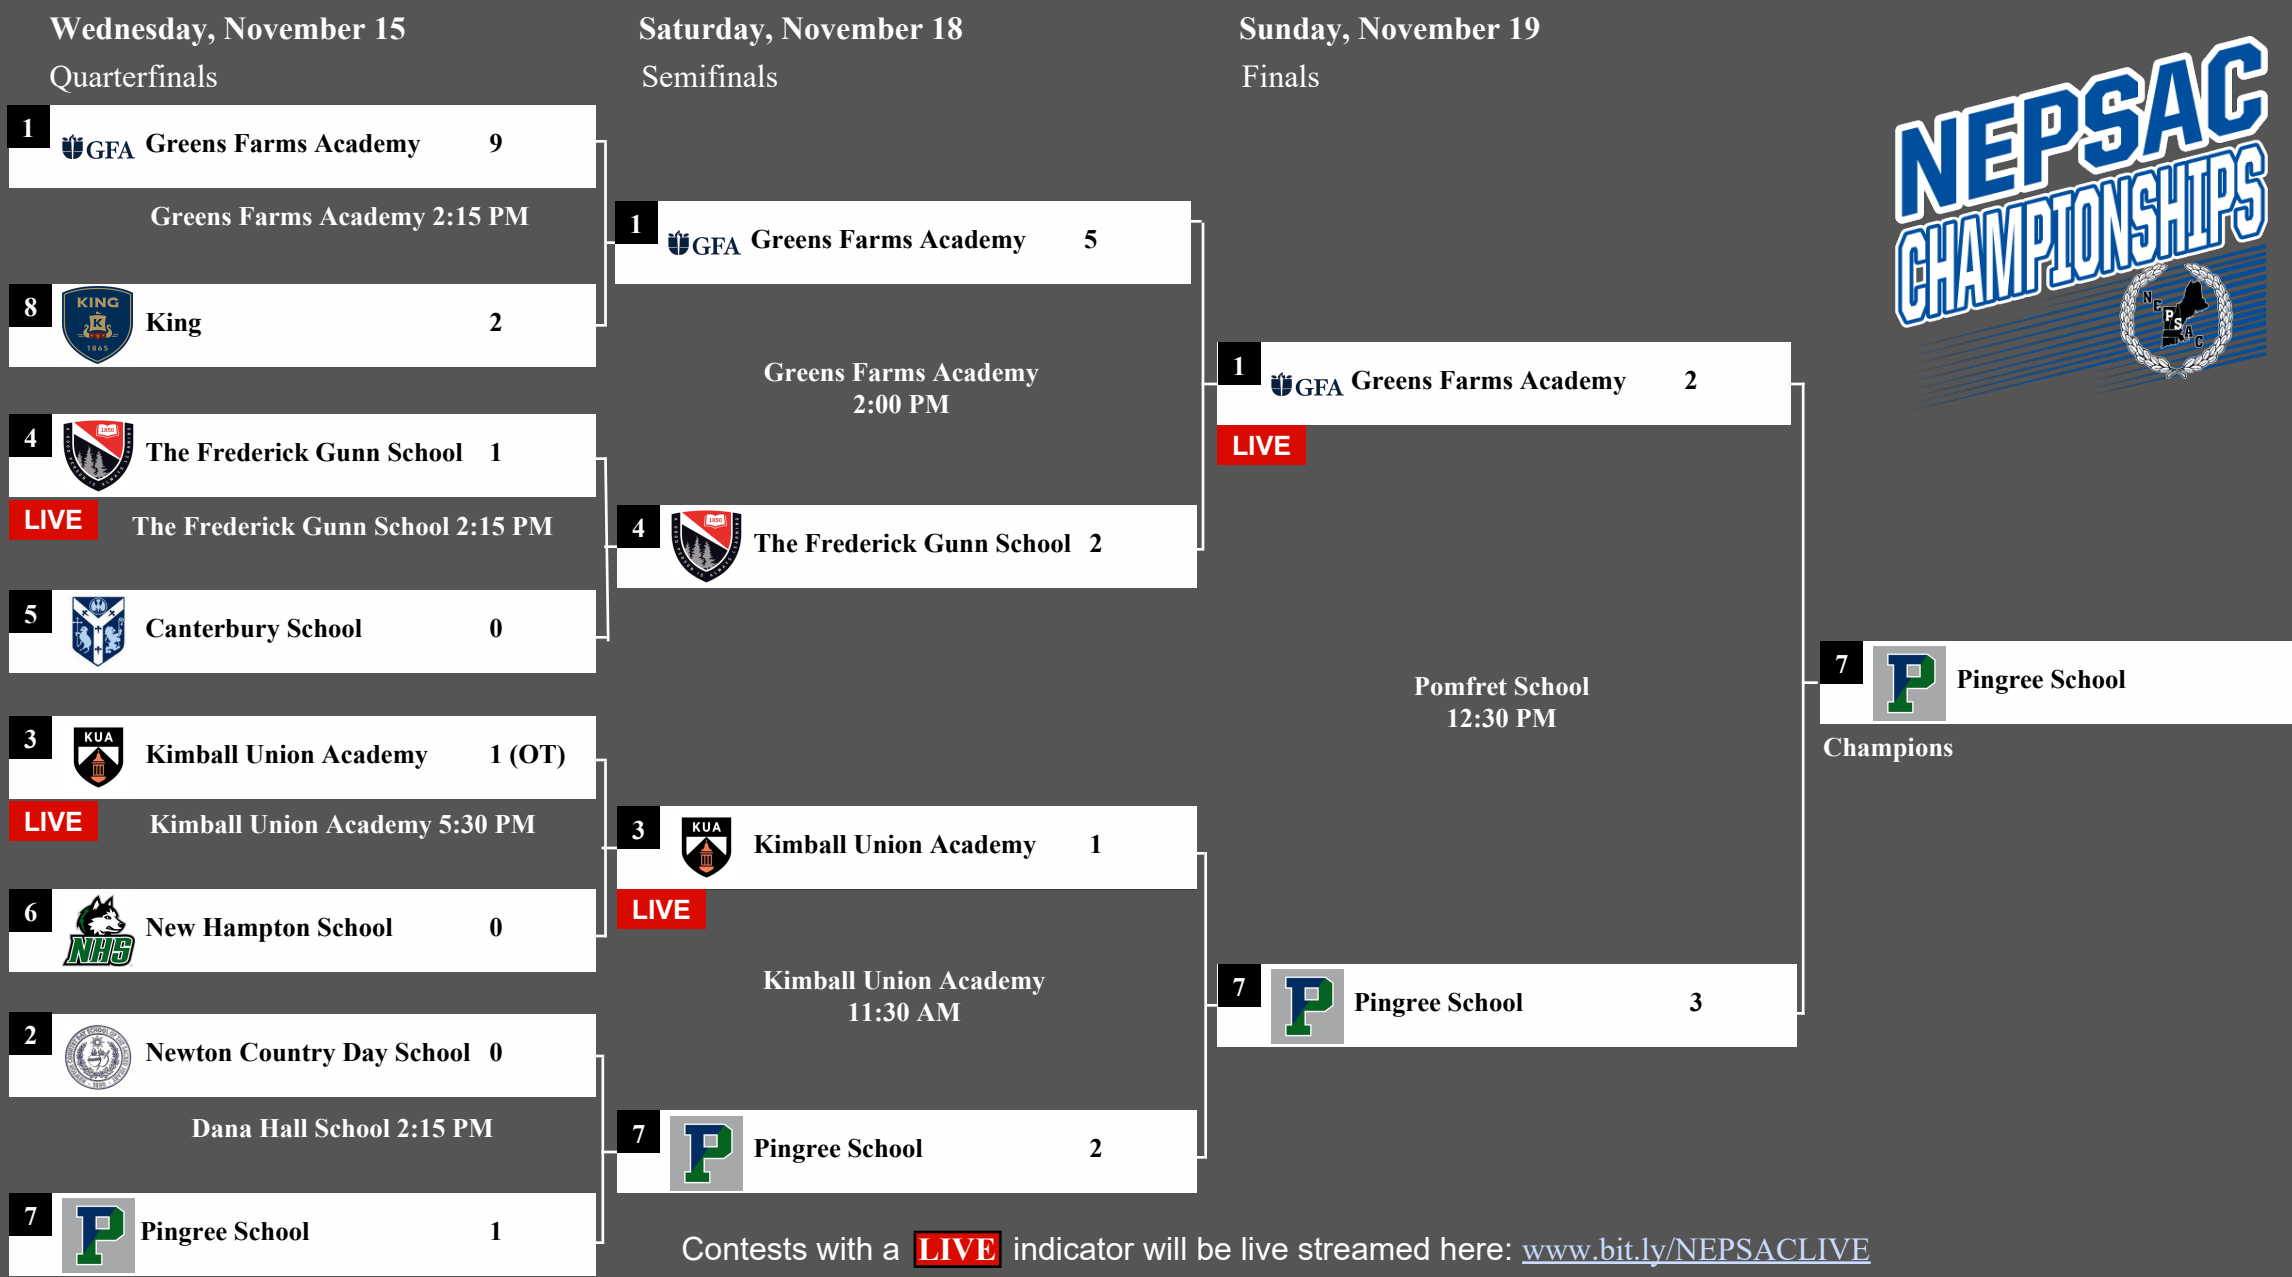 Wednesday, November 15
Quarterfinals
1
GFA
Greens Farms Academy 9
Greens Farms Academy 2:15 PM
8
KING
K
1865
King 2
4
1850
The Frederick Gunn School 1
LIVE
The Frederick Gunn School 2:15 PM
5
Canterbury School 0
3
KUA
Kimball Union Academy 1 (OT)
LIVE
Kimball Union Academy 5:30 PM
6
NHS
New Hampton School 0
2
Newton Country Day School 0
Dana Hall School 2:15 PM
7
P
Pingree School 1
Saturday, November 18
Semifinals
1
GFA
Greens Farms Academy 5
Greens Farms Academy
2:00 PM
4
1850
The Frederick Gunn School 2
3
KUA
Kimball Union Academy 1
LIVE
Kimball Union Academy
11:30 AM
7
P
Pingree School 2
Sunday, November 19
Finals
1
GFA
Greens Farms Academy 2
LIVE
Pomfret School
12:30 PM
7
P
Pingree School 3
NEPSAC
CHAMPIONSHIPS
NEPSAC
7
P
Pingree School
Champions
Contests with a LIVE indicator will be live streamed here: www.bit.ly/NEPSACLIVE